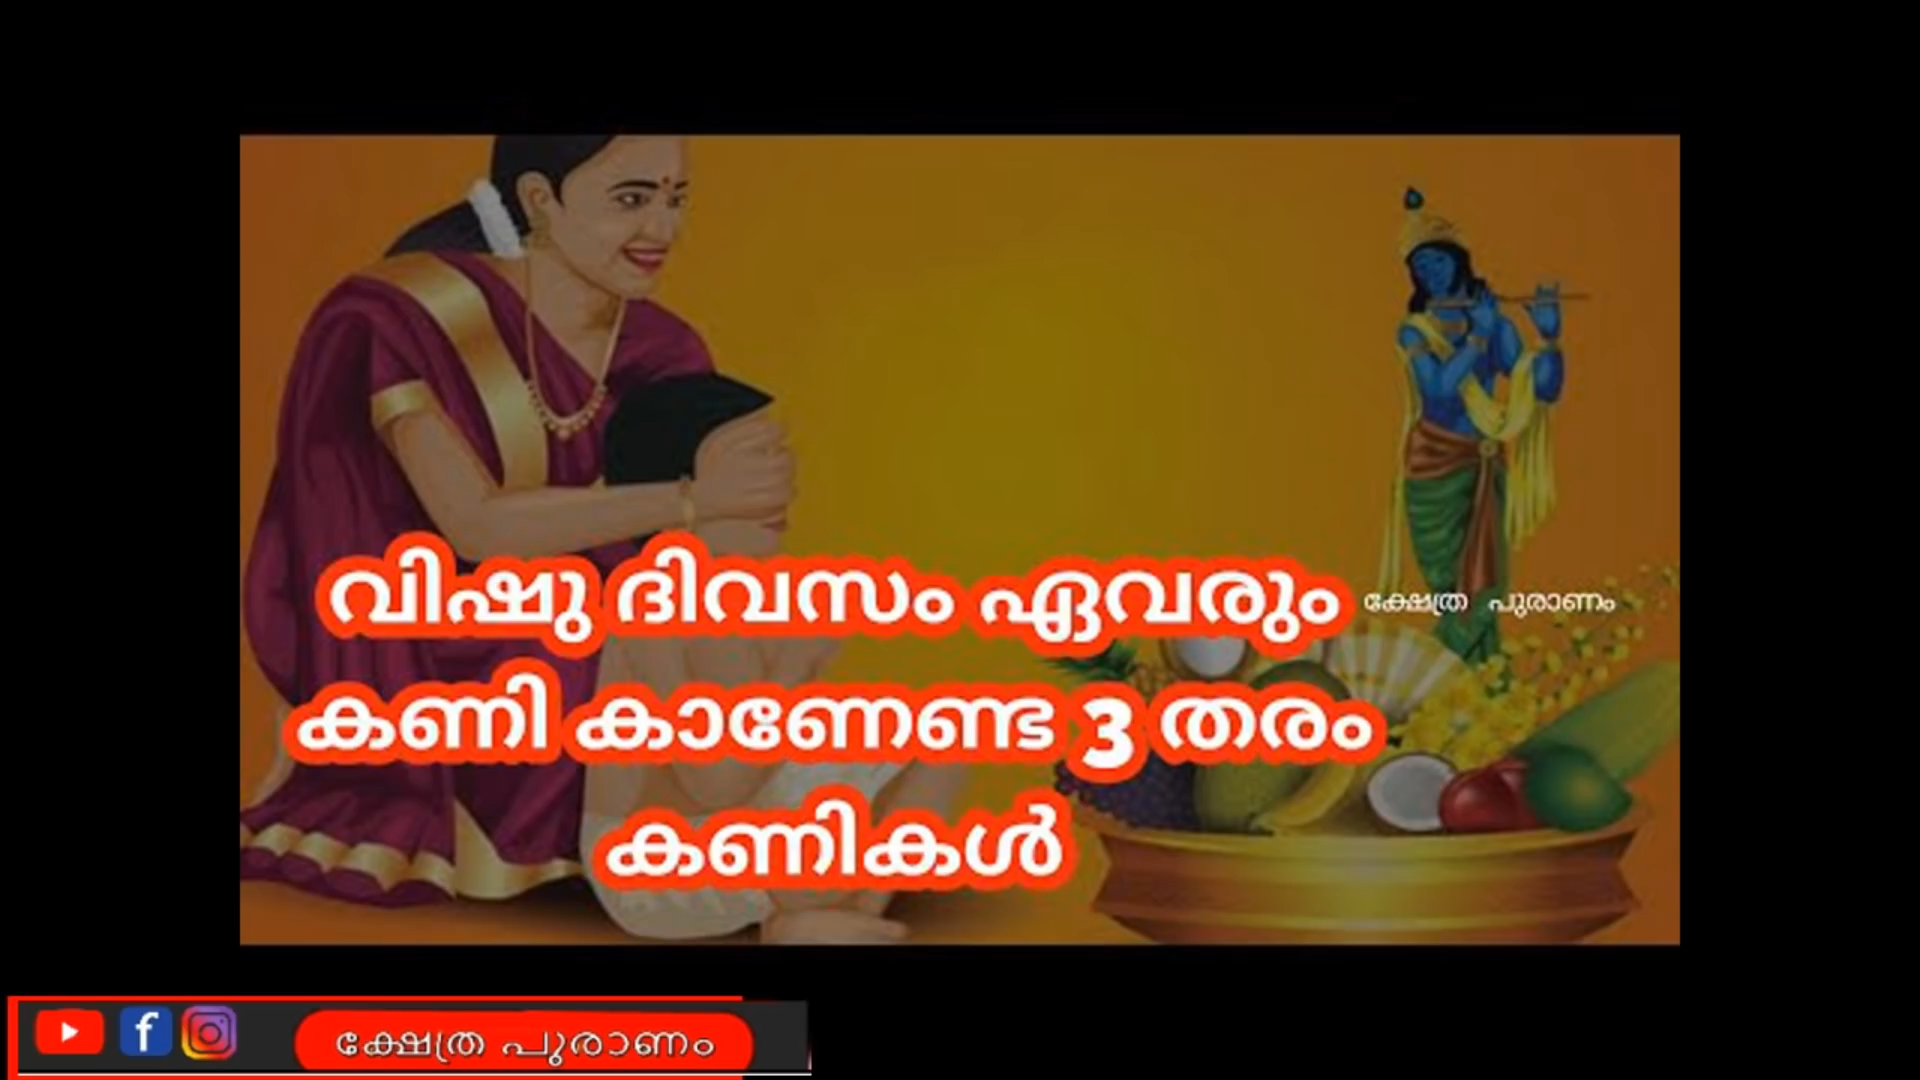 വിഷു ദിവസം ഏവരും
ക്ഷേത്ര പുരാണം
കണി കാണേണ്ട 3 തരം
കണികൾ
ക്ഷേത്ര പുരാണം